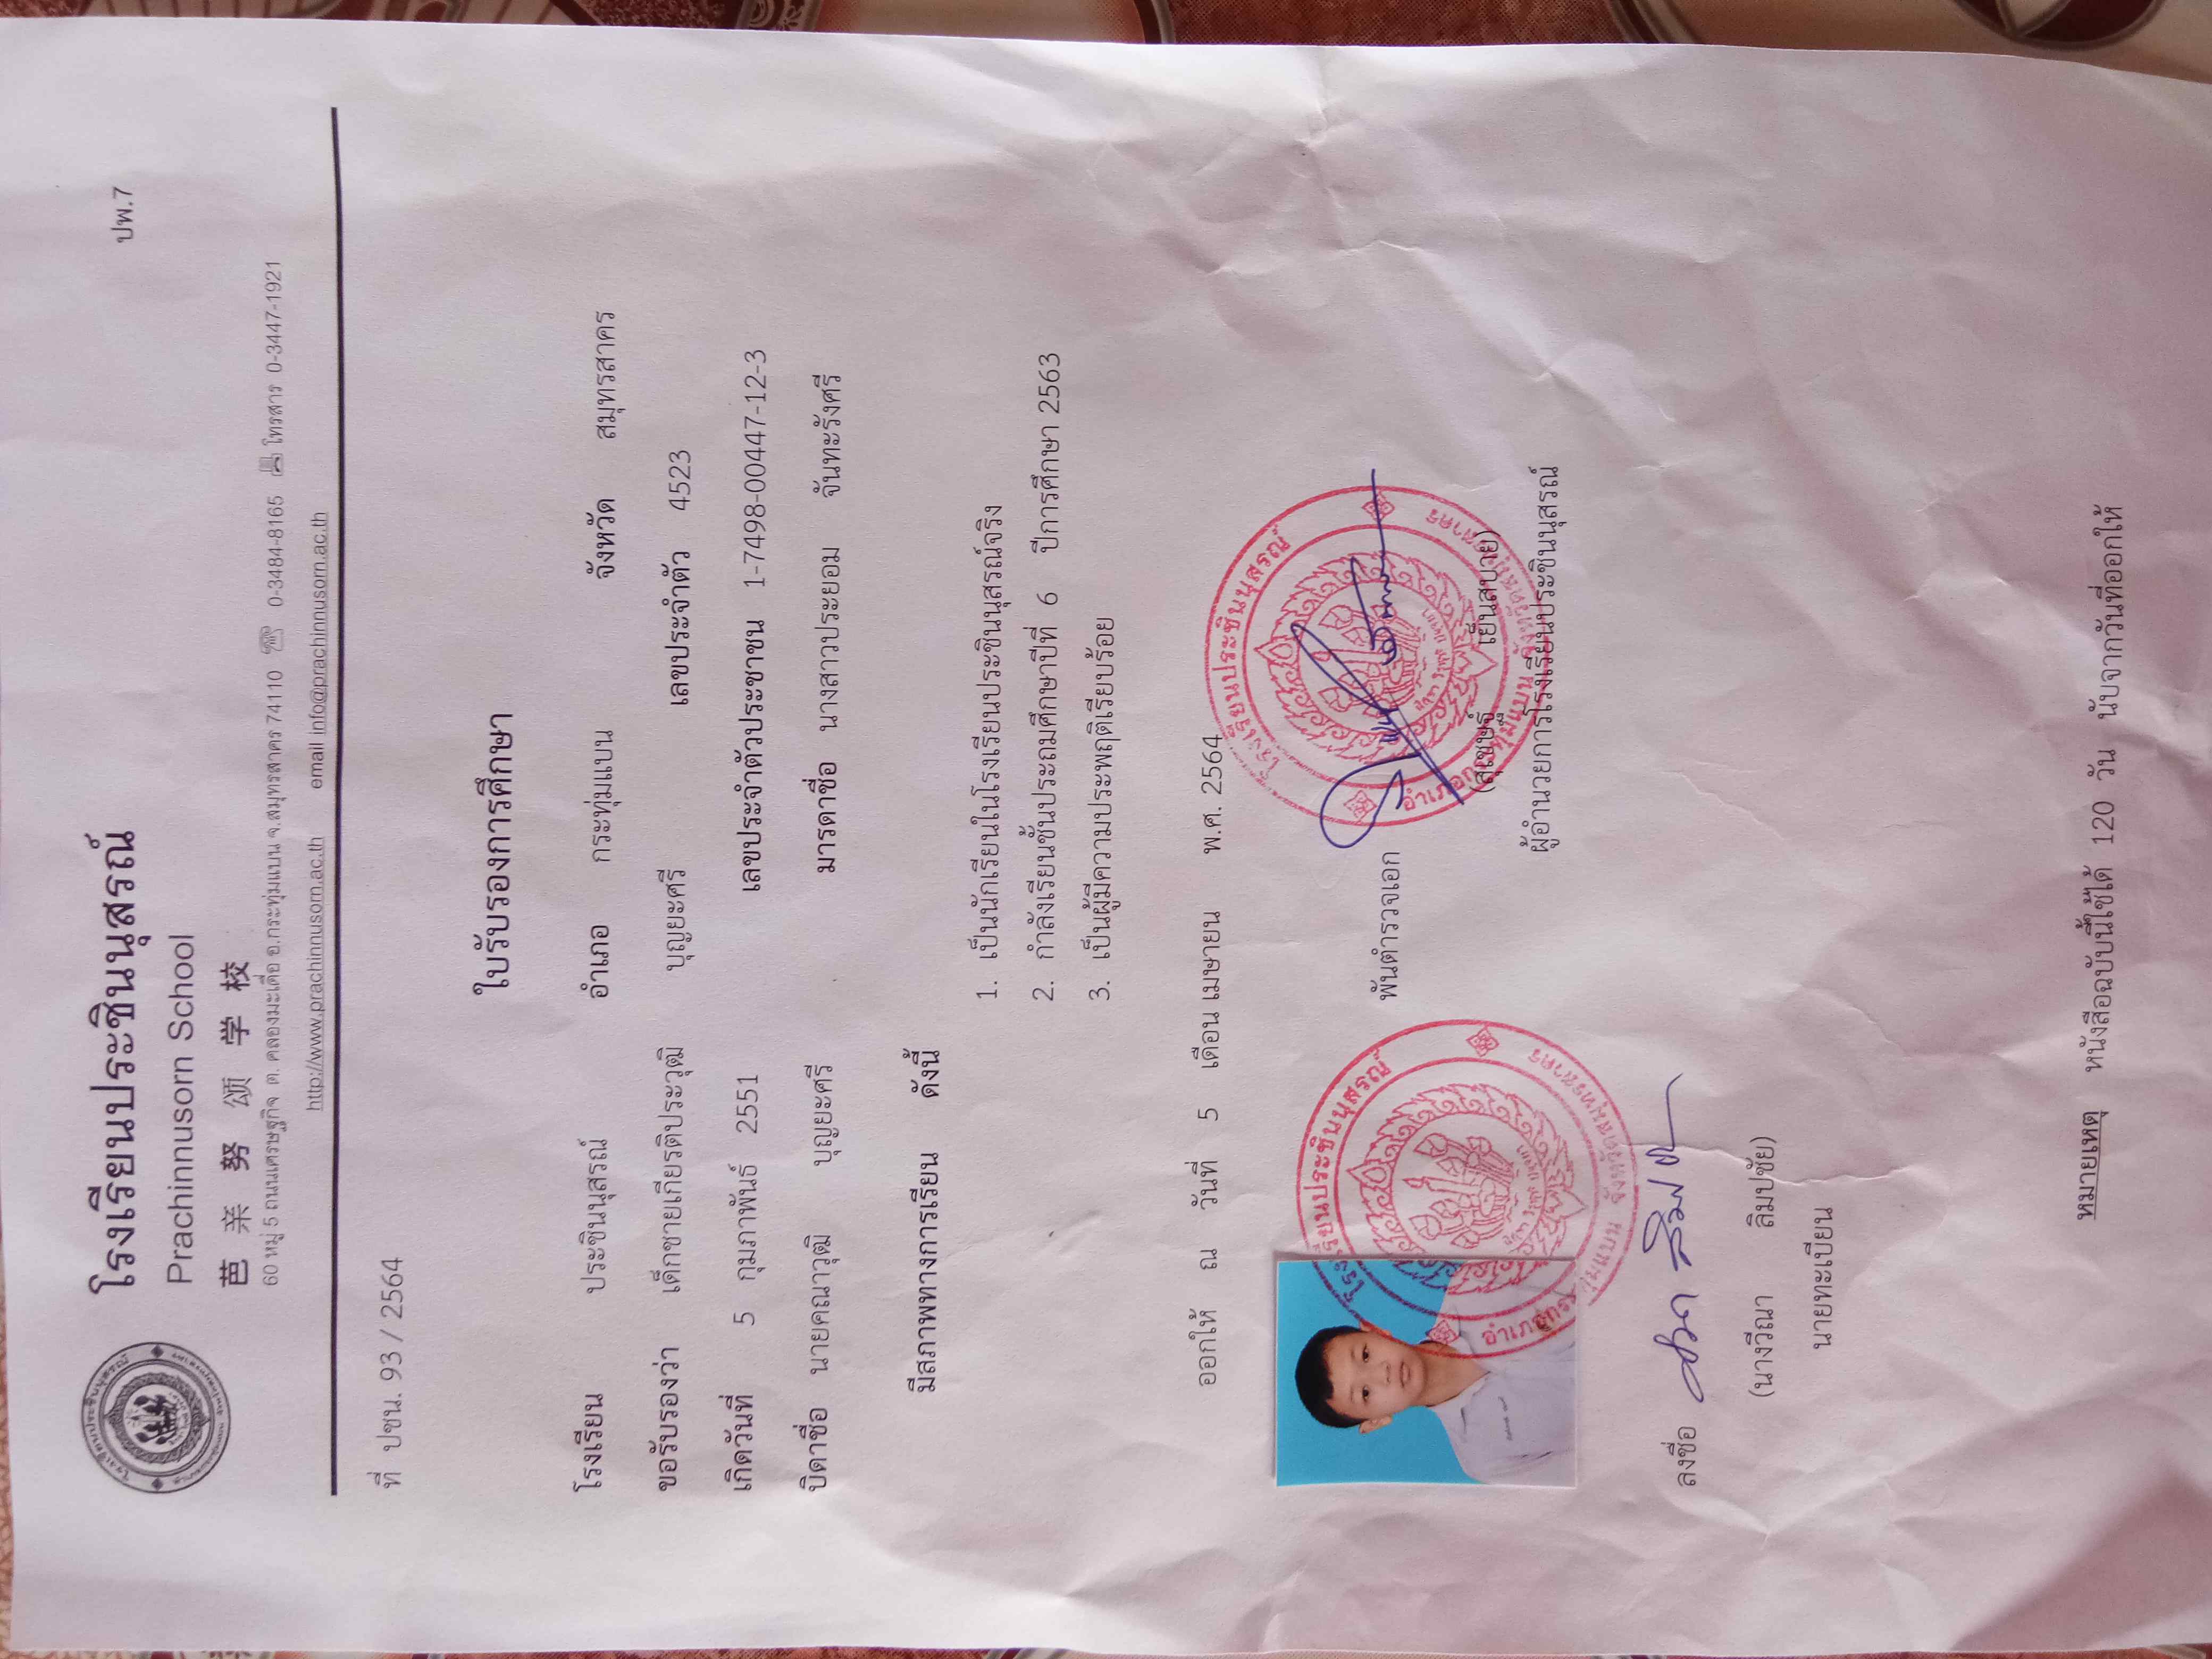 ปพ.7
โรงเรียนประชินนุสรณ์
Prachinnusorn School
芭 亲 努 颂 学 校
60 หมู่ 5 ถนนเศรษฐกิจ ต. คลองมะเดื่อ อ.กระทุ่มแบน จ.สมุทรสาคร 74110 ☏ 0-3484-8165 โทรสาร 0-3447-1921
http://www.prachinnusorn.ac.th email info@prachinnusorn.ac.th
ที่ ปชน. 93 / 2564
ใบรับรองการศึกษา
โรงเรียน ประชินนุสรณ์ อำเภอ กระทุ่มแบน จังหวัด สมุทรสาคร
ขอรับรองว่า เด็กชายเกียรติประวุฒิ บุญยะศรี เลขประจำตัว 4523
เกิดวันที่ 5 กุมภาพันธ์ 2551 เลขประจำตัวประชาชน 1-7498-00447-12-3
บิดาชื่อ นายคณาวุฒิ บุญยะศรี มารดาชื่อ นางสาวประยอม จันทะรังศรี
มีสภาพทางการเรียน ดังนี้
1. เป็นนักเรียนในโรงเรียนประชินนุสรณ์จริง
2. กำลังเรียนชั้นประถมศึกษาปีที่ 6 ปีการศึกษา 2563
3. เป็นผู้มีความประพฤติเรียบร้อย
ออกให้ ณ วันที่ 5 เดือน เมษายน พ.ศ. 2564
พันตำรวจเอก
(สุเชษฐ์ เย็นสบาย)
ผู้อำนวยการโรงเรียนประชินนุสรณ์
โรงเรียนประชินนุสรณ์
อำเภอกระทุ่มแบน จังหวัดสมุทรสาคร
ลงชื่อ
(นางวีณา ลิมปชัย)
นายทะเบียน
หมายเหตุ หนังสือฉบับนี้ใช้ได้ 120 วัน นับจากวันที่ออกให้